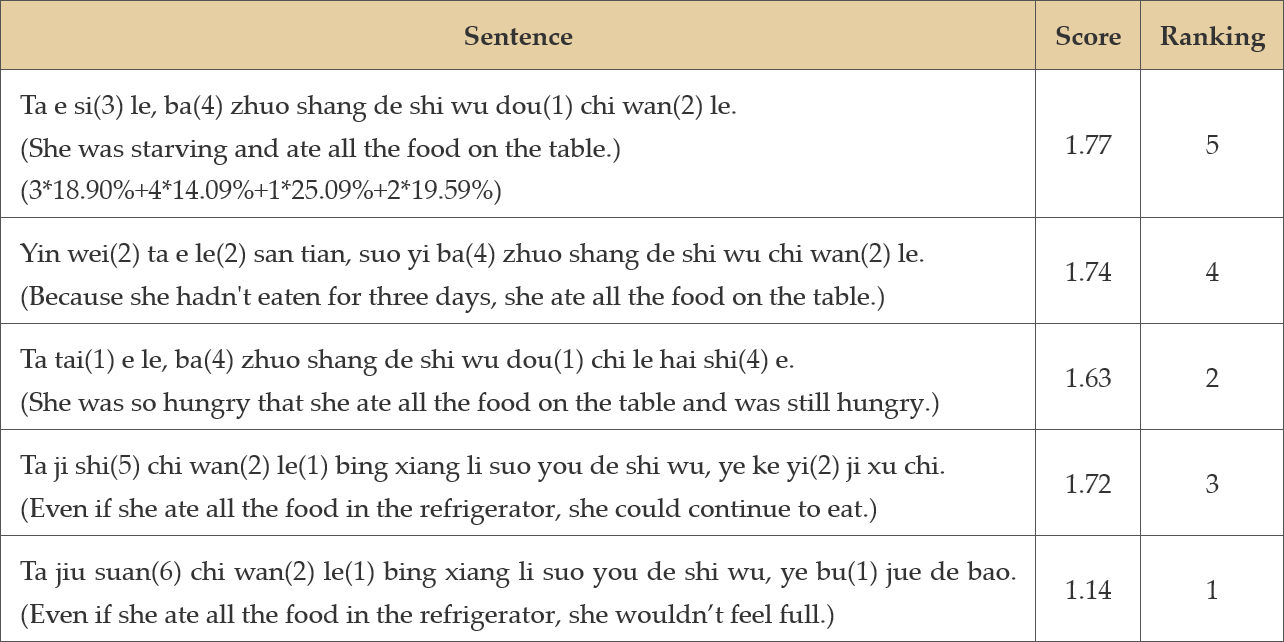 Sentence Score Ranking
Ta e si(3) le, ba(4) zhuo shang de shi wu dou(1) chi wan(2) le.
(She was starving and ate all the food on the table.)
(3*18.90%+4*14.09%+1*25.09%+2*19.59%)
1.77 5
Yin wei(2) ta e le(2) san tian, suo yi ba(4) zhuo shang de shi wu chi wan(2) le.
(Because she hadn't eaten for three days, she ate all the food on the table.)
1.74 4
Ta tai(1) e le, ba(4) zhuo shang de shi wu dou(1) chi le hai shi(4) e.
(She was so hungry that she ate all the food on the table and was still hungry.)
1.63 2
Ta ji shi(5) chi wan(2) le(1) bing xiang li suo you de shi wu, ye ke yi(2) ji xu chi.
(Even if she ate all the food in the refrigerator, she could continue to eat.)
1.72 3
Ta jiu suan(6) chi wan(2) le(1) bing xiang li suo you de shi wu, ye bu(1) jue de bao.
(Even if she ate all the food in the refrigerator, she wouldn’t feel full.)
1.14 1